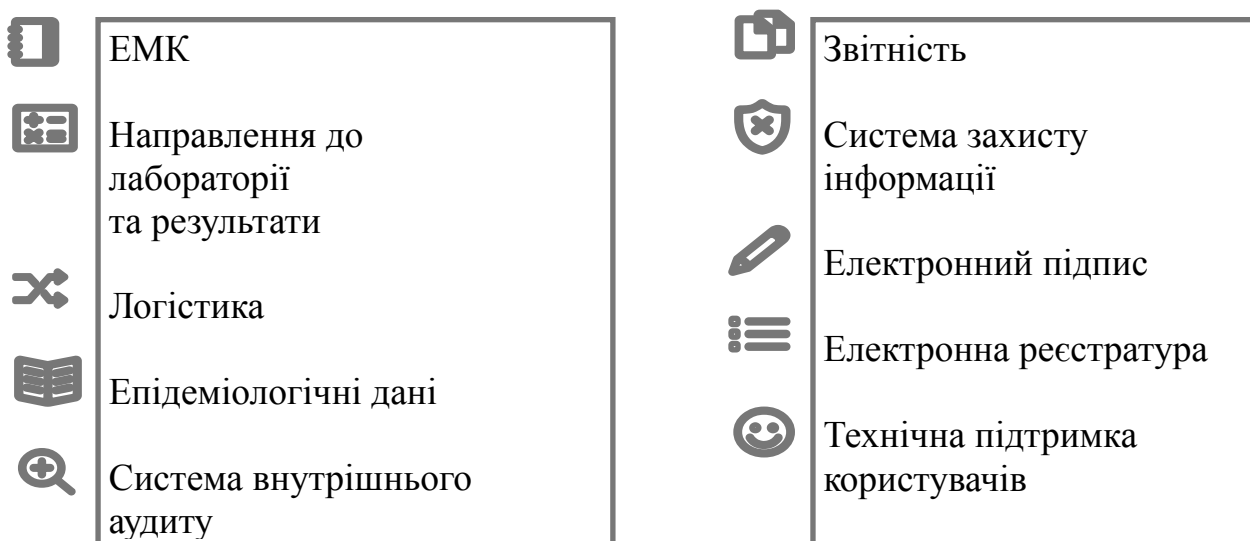 ЕМК
Направлення до
лабораторії
та результати
Логістика
Епідеміологічні дані
Система внутрішнього
аудиту
Звітність
Система захисту
інформації
Електронний підпис
Електронна реєстратура
Технічна підтримка
користувачів